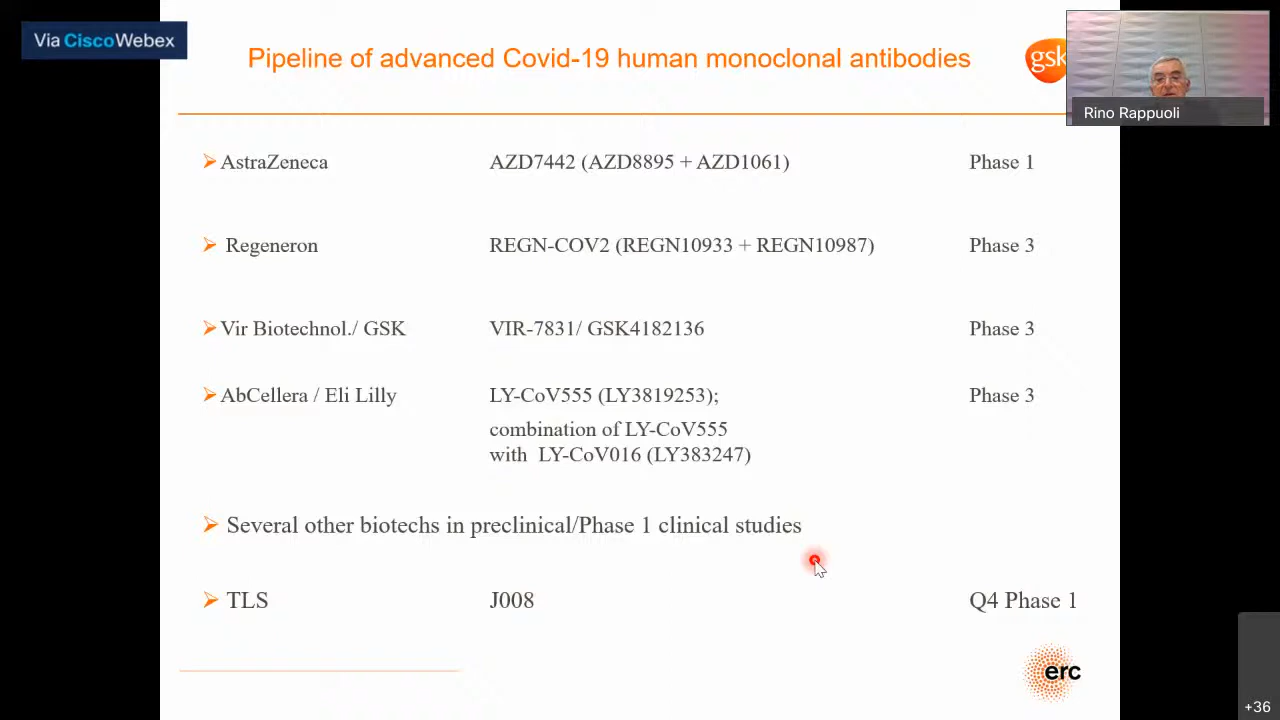 Via Cisco Webex
Pipeline of advanced Covid-19 human monoclonal antibodies
gsk
Rino Rappuoli
➢ AstraZeneca AZD7442 (AZD8895 + AZD1061) Phase 1
➢ Regeneron REGN-COV2 (REGN10933 + REGN10987) Phase 3
➢ Vir Biotechnol./ GSK VIR-7831/ GSK4182136 Phase 3
➢ AbCellera / Eli Lilly LY-CoV555 (LY3819253); Phase 3
combination of LY-CoV555
with LY-CoV016 (LY383247)
➢ Several other biotechs in preclinical/Phase 1 clinical studies
➢ TLS J008 Q4 Phase 1
erc
+36